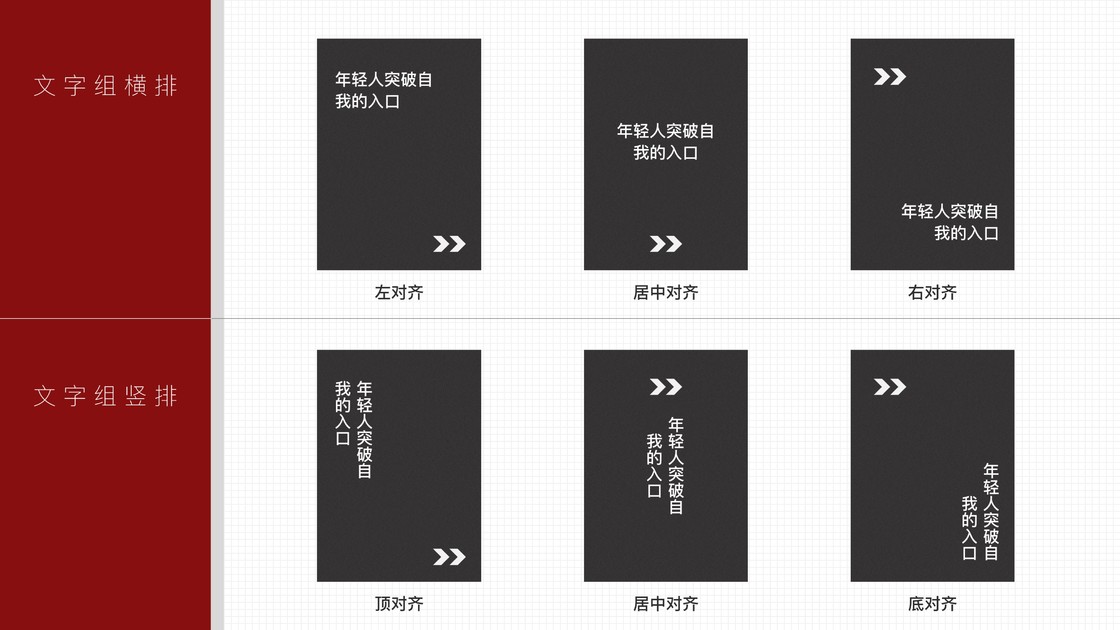 文字组横排
年轻人突破自
我的入口
年轻人突破自
我的入口
年轻人突破自
我的入口
左对齐
居中对齐
右对齐
文字组竖排
年轻人突破自
我的入口
年轻人突破自
我的入口
年轻人突破自
我的入口
顶对齐
居中对齐
底对齐